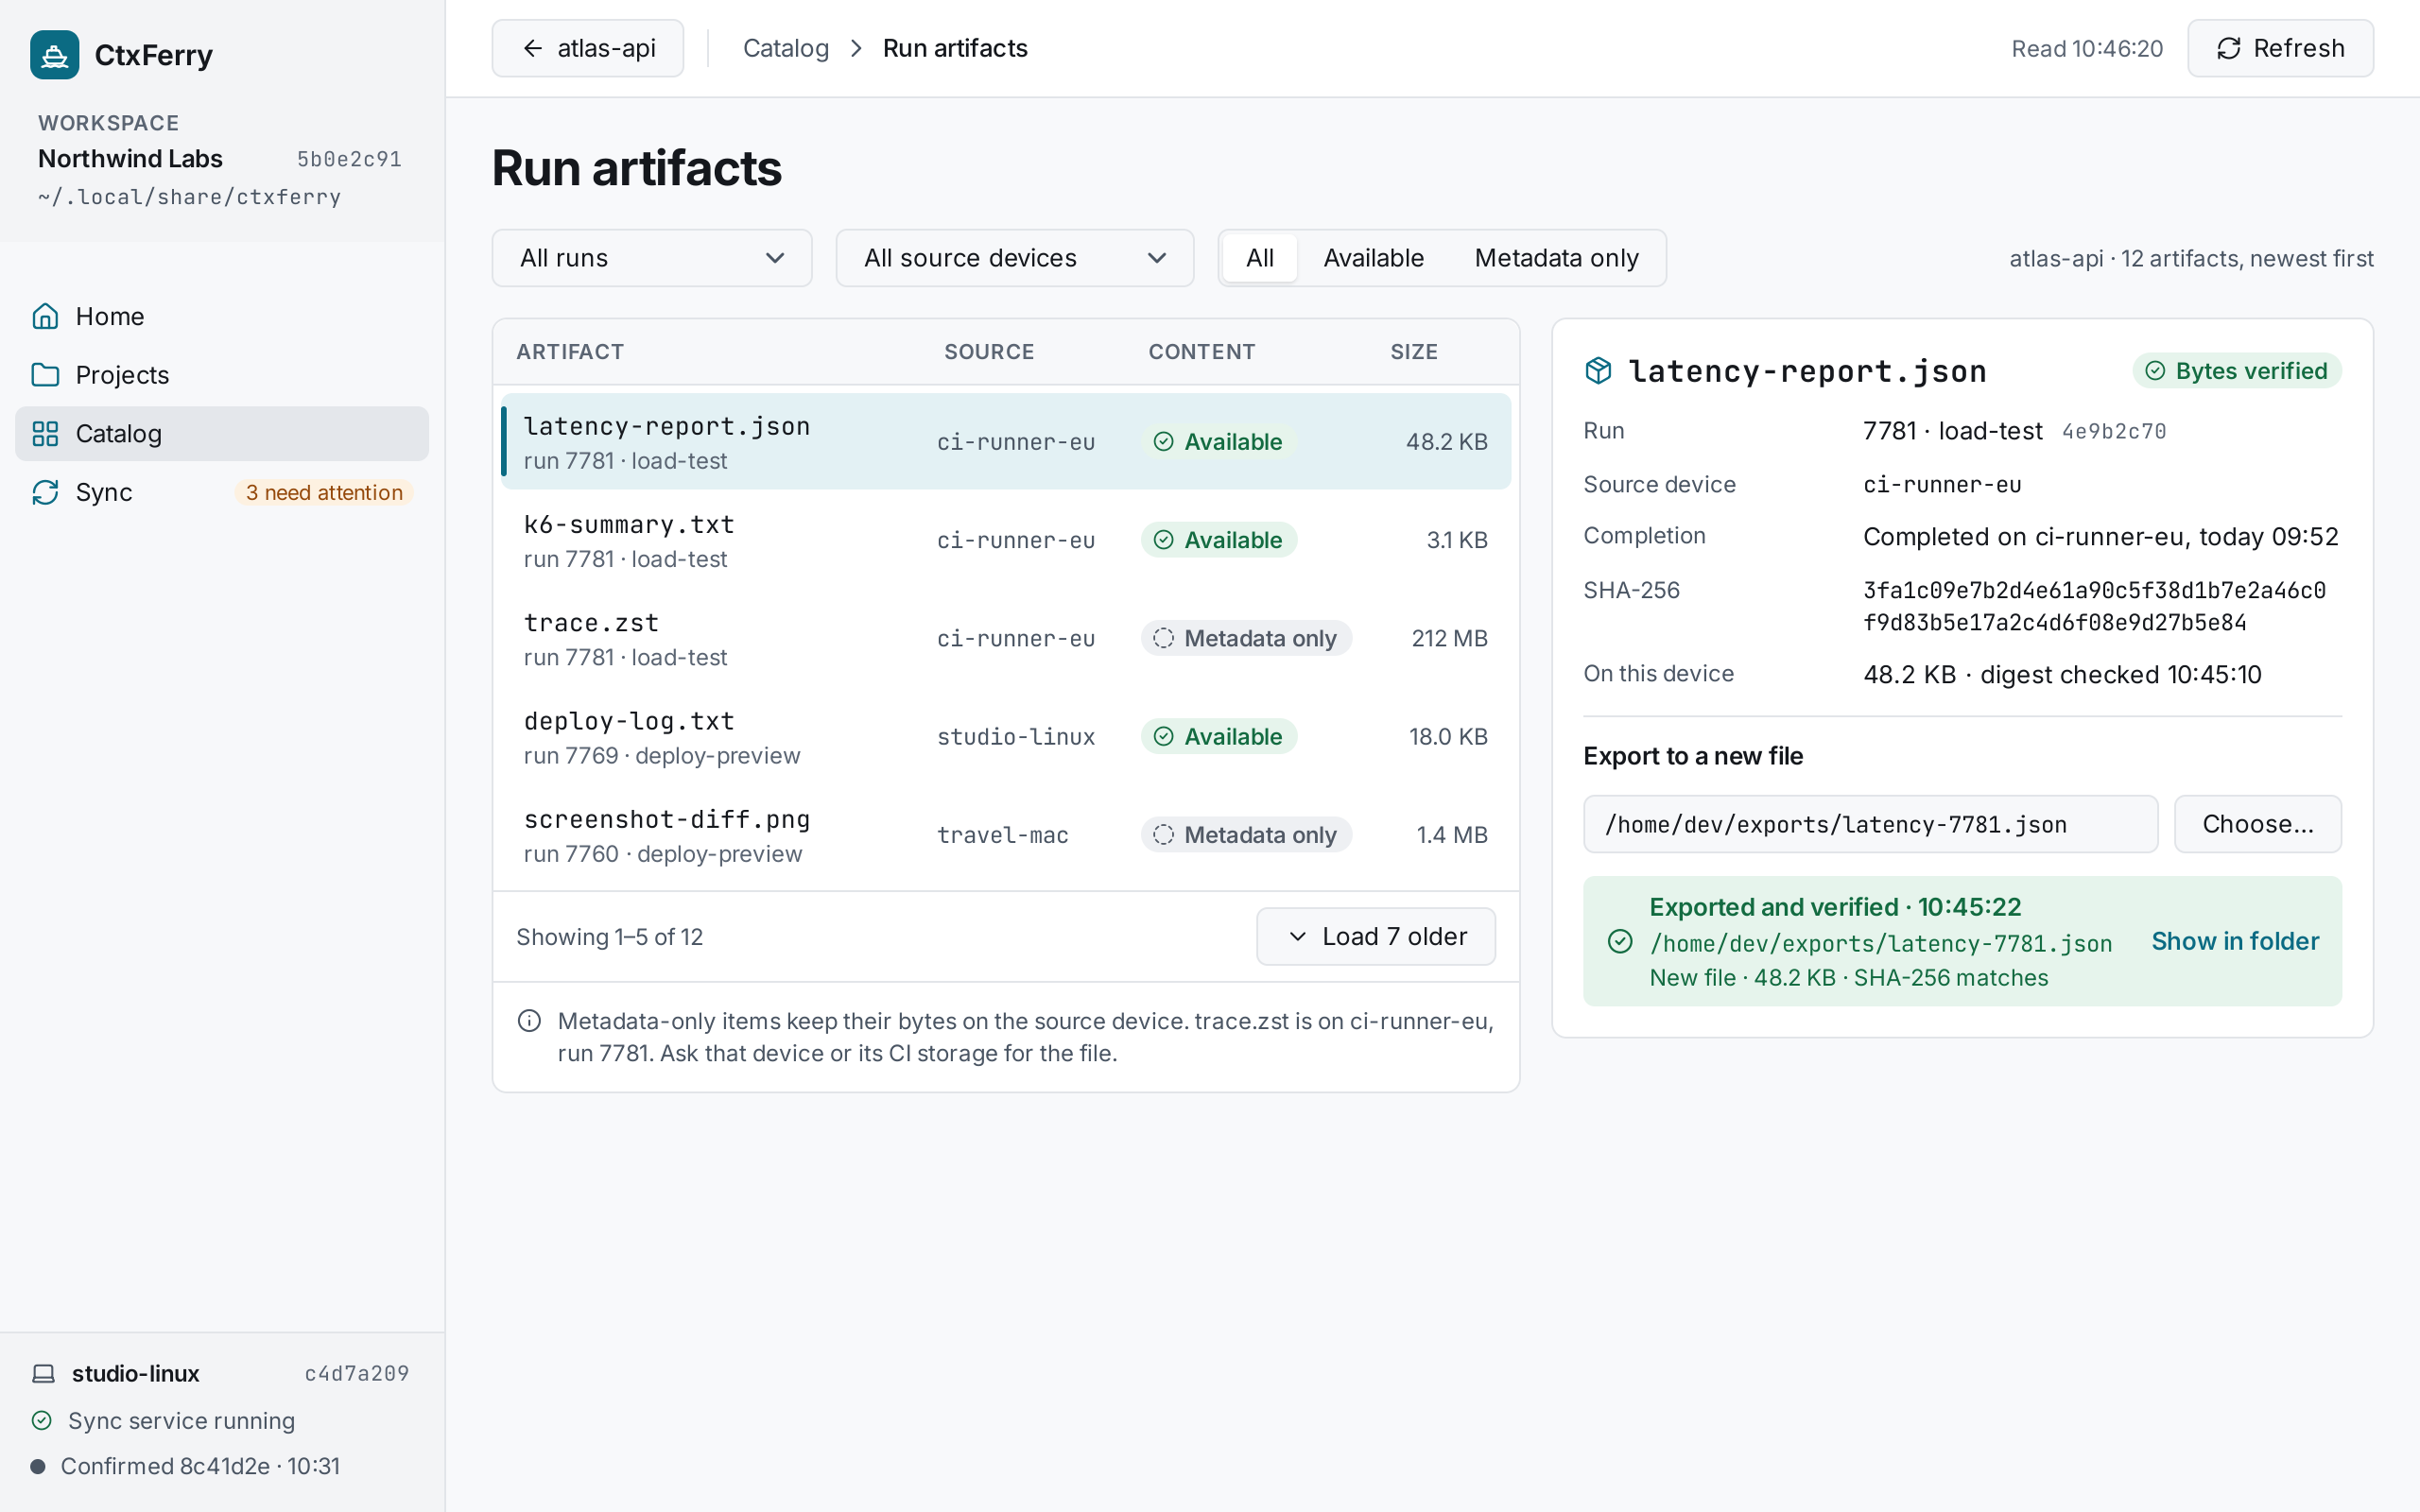 CtxFerry
WORKSPACE
Northwind Labs 5b0e2c91
~/.local/share/ctxferry
Home
Projects
Catalog
Sync 3 need attention
studio-linux c4d7a209
Sync service running
Confirmed 8c41d2e · 10:31
atlas-api Catalog Run artifacts Read 10:46:20 Refresh
Run artifacts
All runs All source devices All Available Metadata only atlas-api · 12 artifacts, newest first
ARTIFACT SOURCE CONTENT SIZE
latency-report.json ci-runner-eu Available 48.2 KB
run 7781 · load-test
k6-summary.txt ci-runner-eu Available 3.1 KB
run 7781 · load-test
trace.zst ci-runner-eu Metadata only 212 MB
run 7781 · load-test
deploy-log.txt studio-linux Available 18.0 KB
run 7769 · deploy-preview
screenshot-diff.png travel-mac Metadata only 1.4 MB
run 7760 · deploy-preview
Showing 1–5 of 12 Load 7 older
Metadata-only items keep their bytes on the source device. trace.zst is on ci-runner-eu,
run 7781. Ask that device or its CI storage for the file.
latency-report.json Bytes verified
Run 7781 · load-test 4e9b2c70
Source device ci-runner-eu
Completion Completed on ci-runner-eu, today 09:52
SHA-256 3fa1c09e7b2d4e61a90c5f38d1b7e2a46c0
f9d83b5e17a2c4d6f08e9d27b5e84
On this device 48.2 KB · digest checked 10:45:10
Export to a new file
/home/dev/exports/latency-7781.json Choose…
Exported and verified · 10:45:22
/home/dev/exports/latency-7781.json Show in folder
New file · 48.2 KB · SHA-256 matches